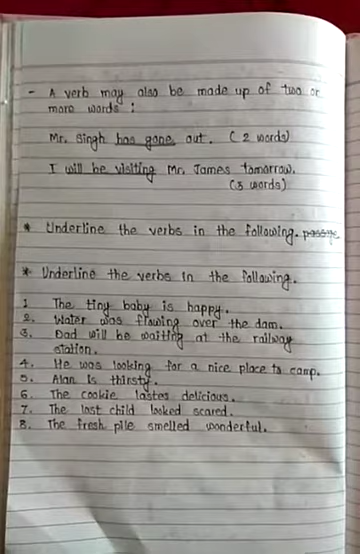 - A verb may also be made up of two or
more words :
Mr. Singh has gone out. (2 words)
I will be visiting Mr. James tomorrow.
(3 words)
* Underline the verbs in the following. passage
* Underline the verbs in the following.
1 The tiny baby is happy.
2. Water was flowing over the dam.
3. Dad will be waiting at the railway
station.
4. He was looking for a nice place to camp.
5. Alan is thirsty.
6. The cookie tastes delicious.
7. The lost child looked scared.
8. The fresh pile smelled wonderful.